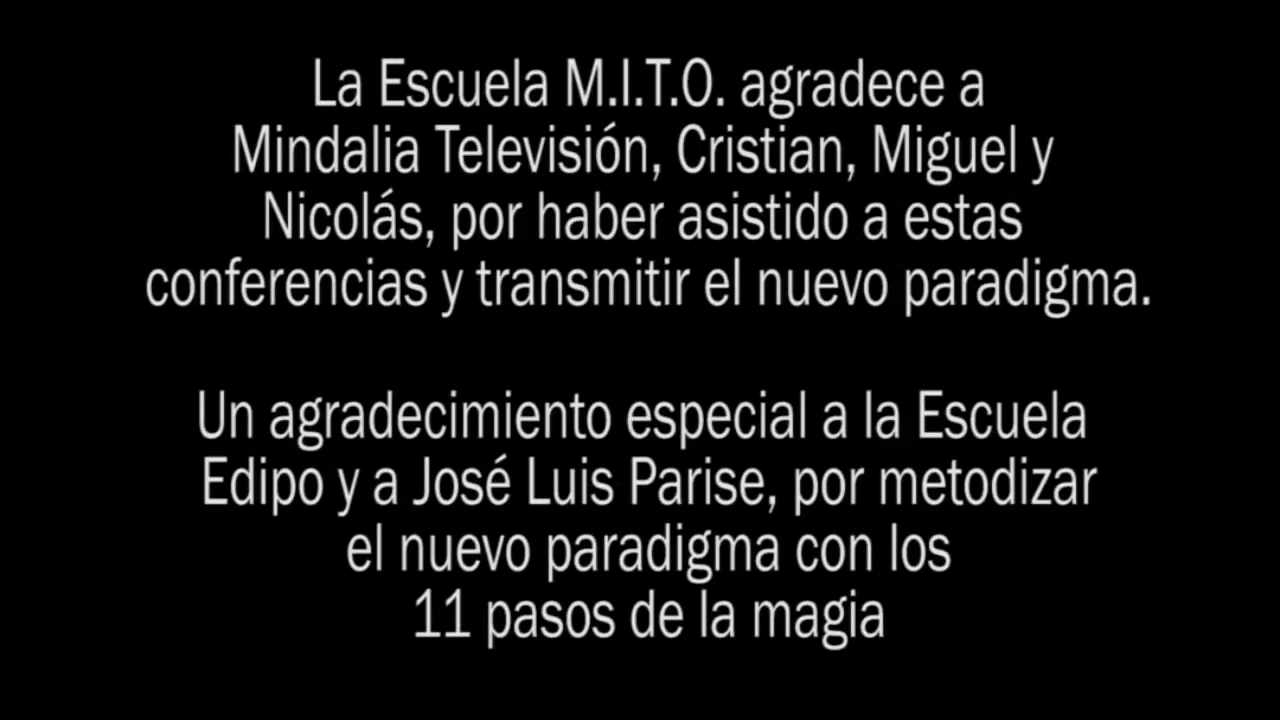 La Escuela M.I.T.O. agradece a
Mindalia Televisión, Cristian, Miguel y
Nicolás, por haber asistido a estas
conferencias y transmitir el nuevo paradigma.
Un agradecimiento especial a la Escuela
Edipo y a José Luis Parise, por metodizar
el nuevo paradigma con los
11 pasos de la magia